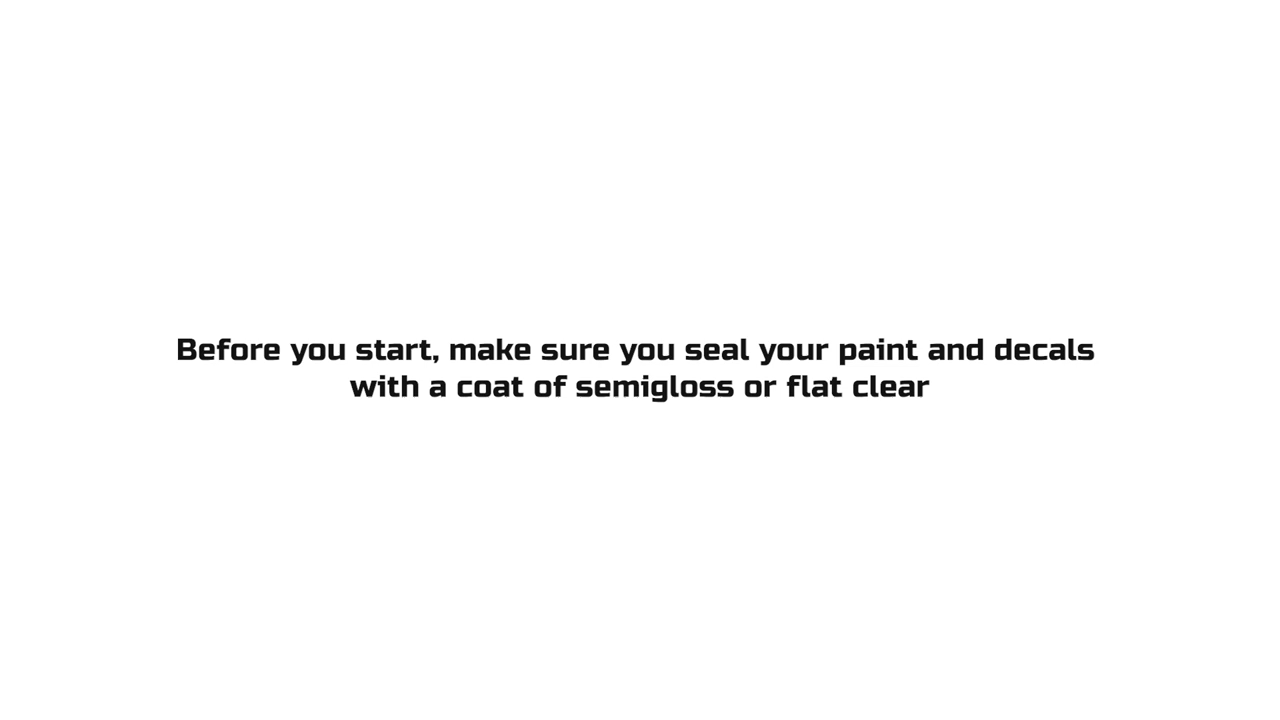 Before you start, make sure you seal your paint and decals
with a coat of semigloss or flat clear